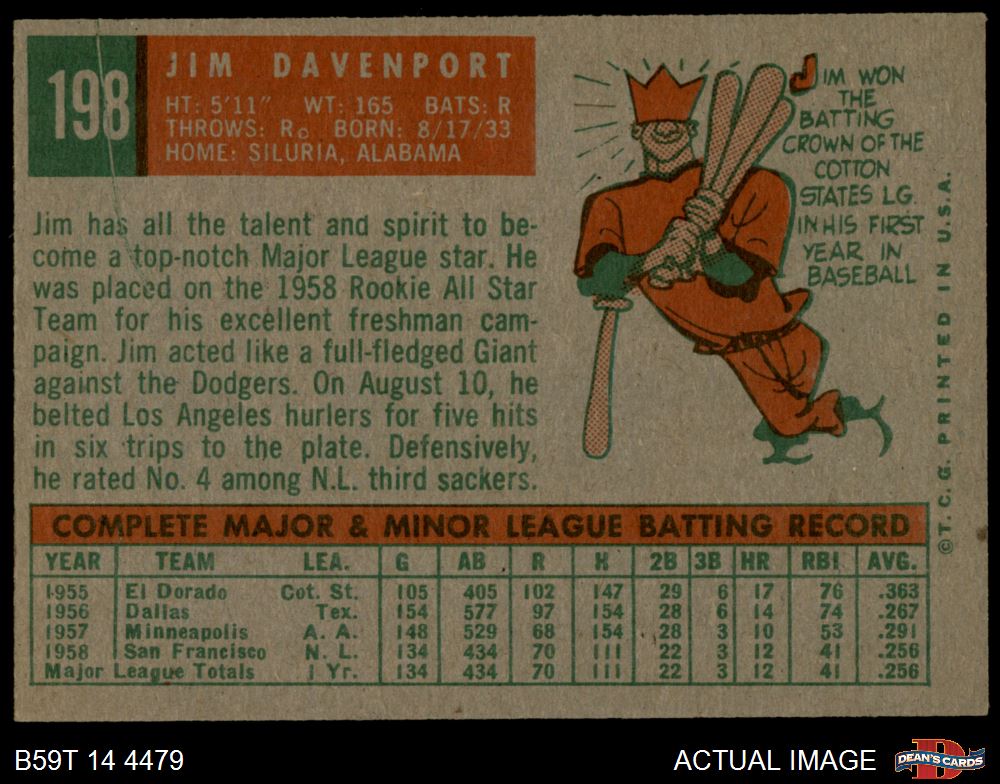 198
JIM DAVENPORT
HT: 5'11" WT: 165 BATS: R
THROWS: R BORN: 8/17/33
HOME: SILURIA, ALABAMA
Jim has all the talent and spirit to be-
come a top-notch Major League star. He
was placed on the 1958 Rookie All Star
Team for his excellent freshman cam-
paign. Jim acted like a full-fledged Giant
against the Dodgers. On August 10, he
belted Los Angeles hurlers for five hits
in six trips to the plate. Defensively,
he rated No. 4 among N.L. third sackers.
JIM WON
THE
BATTING
CROWN OF THE
COTTON
STATES LG.
IN HIS FIRST
YEAR IN
BASEBALL
©T. C. G. PRINTED IN U.S.A.
COMPLETE MAJOR & MINOR LEAGUE BATTING RECORD
YEAR TEAM LEA. G AB R H 2B 3B HR RBI AVG.
1955 El Dorado Cot. St. 105 405 102 147 29 6 17 76 .363
1956 Dallas Tex. 154 577 97 154 28 6 14 74 .267
1957 Minneapolis A. A. 148 529 68 154 28 3 10 53 .291
1958 San Francisco N. L. 134 434 70 111 22 3 12 41 .256
Major League Totals 1 Yr. 134 434 70 111 22 3 12 41 .256
B59T 14 4479
ACTUAL IMAGE
DEAN'S CARDS